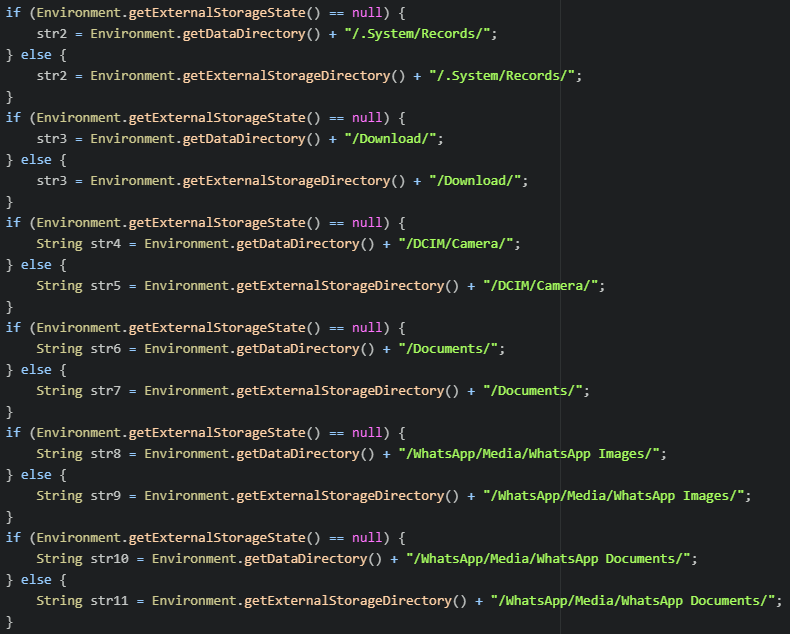 if (Environment.getExternalStorageState() == null) {
    str2 = Environment.getDataDirectory() + "/.System/Records/";
} else {
    str2 = Environment.getExternalStorageDirectory() + "/.System/Records/";
}
if (Environment.getExternalStorageState() == null) {
    str3 = Environment.getDataDirectory() + "/Download/";
} else {
    str3 = Environment.getExternalStorageDirectory() + "/Download/";
}
if (Environment.getExternalStorageState() == null) {
    String str4 = Environment.getDataDirectory() + "/DCIM/Camera/";
} else {
    String str5 = Environment.getExternalStorageDirectory() + "/DCIM/Camera/";
}
if (Environment.getExternalStorageState() == null) {
    String str6 = Environment.getDataDirectory() + "/Documents/";
} else {
    String str7 = Environment.getExternalStorageDirectory() + "/Documents/";
}
if (Environment.getExternalStorageState() == null) {
    String str8 = Environment.getDataDirectory() + "/WhatsApp/Media/WhatsApp Images/";
} else {
    String str9 = Environment.getExternalStorageDirectory() + "/WhatsApp/Media/WhatsApp Images/";
}
if (Environment.getExternalStorageState() == null) {
    String str10 = Environment.getDataDirectory() + "/WhatsApp/Media/WhatsApp Documents/";
} else {
    String str11 = Environment.getExternalStorageDirectory() + "/WhatsApp/Media/WhatsApp Documents/";
}